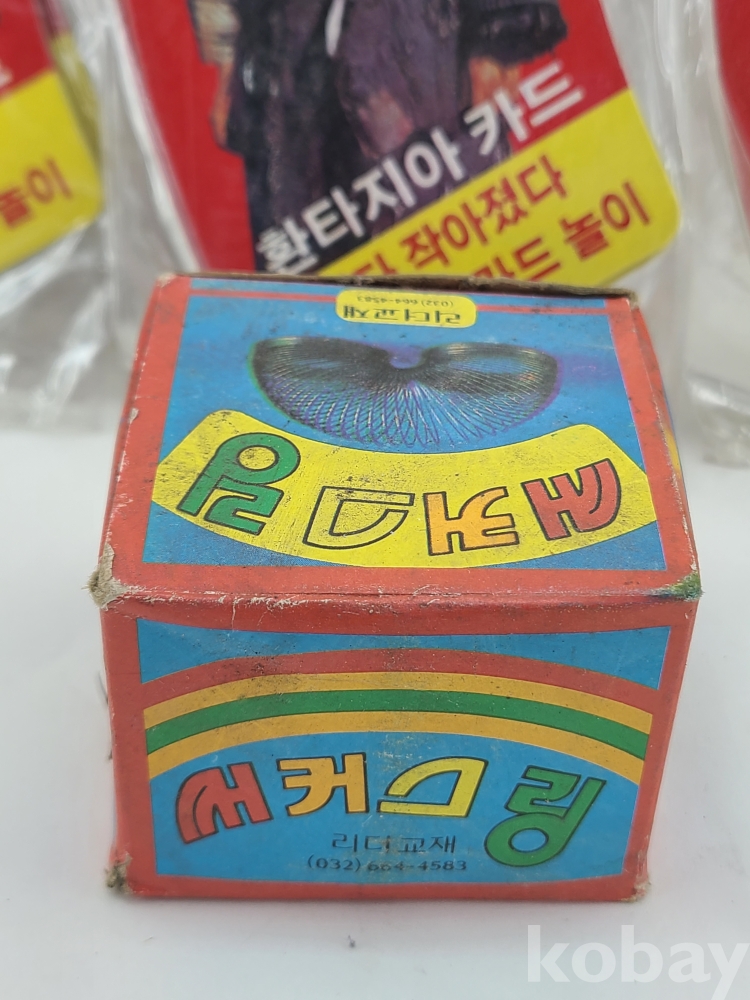 놀이
환타지아 카드
작아졌다
카드 놀이
리더교재
(032)664-4583
써커스링
써커스링
리더교재
(032)664-4583
kobay